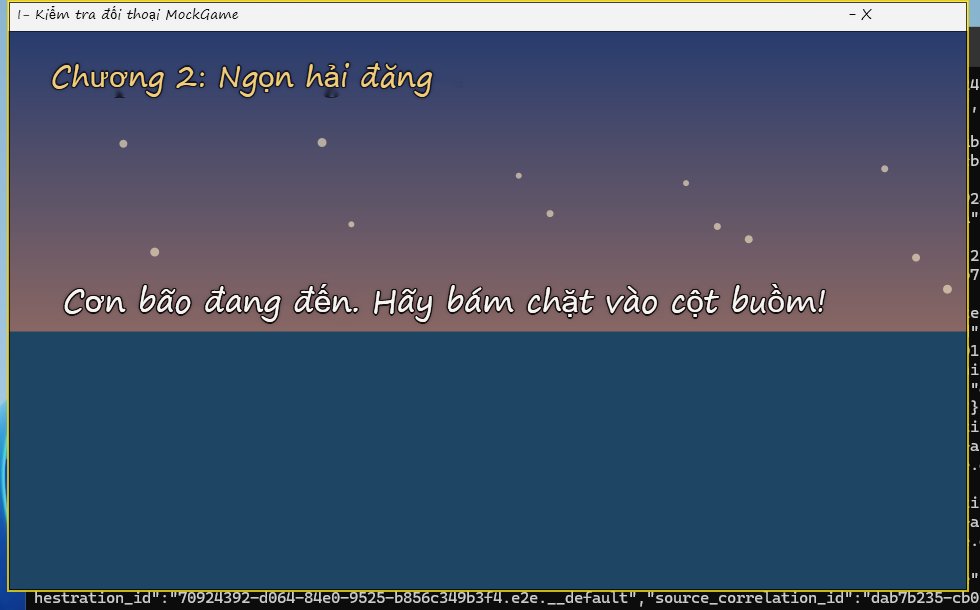 I- Kiểm tra đối thoại MockGame
- X
Chương 2: Ngọn hải đăng
Cơn bão đang đến. Hãy bám chặt vào cột buồm!
hestration_id":"70924392-d064-84e0-9525-b856c349b3f4.e2e.__default","source_correlation_id":"dab7b235-cb0